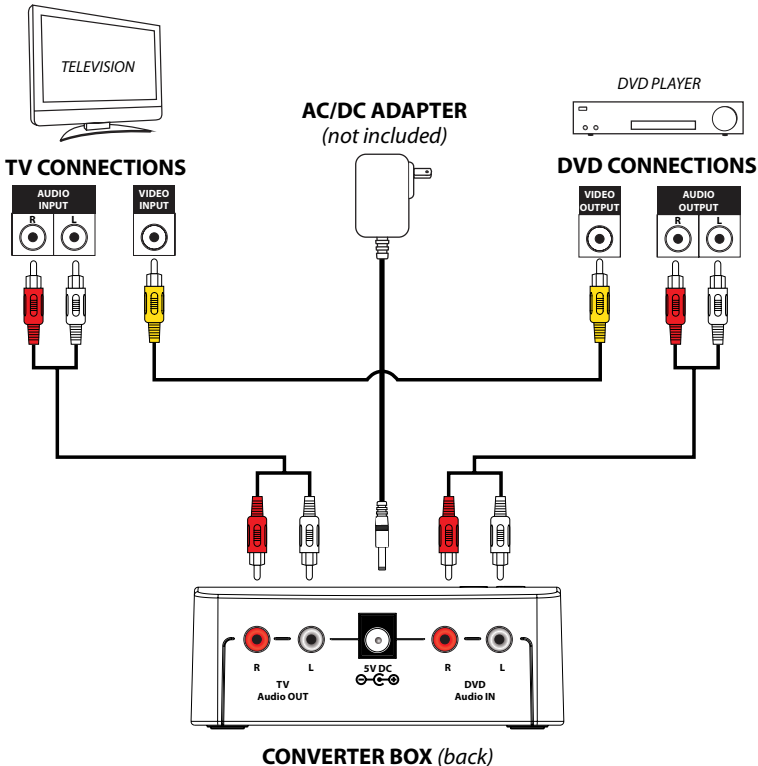 TELEVISION
DVD PLAYER
AC/DC ADAPTER
(not included)
TV CONNECTIONS
DVD CONNECTIONS
AUDIO
INPUT
R L
VIDEO
INPUT
VIDEO
OUTPUT
AUDIO
OUTPUT
R L
R L
TV
Audio OUT
5V DC
R L
DVD
Audio IN
CONVERTER BOX (back)